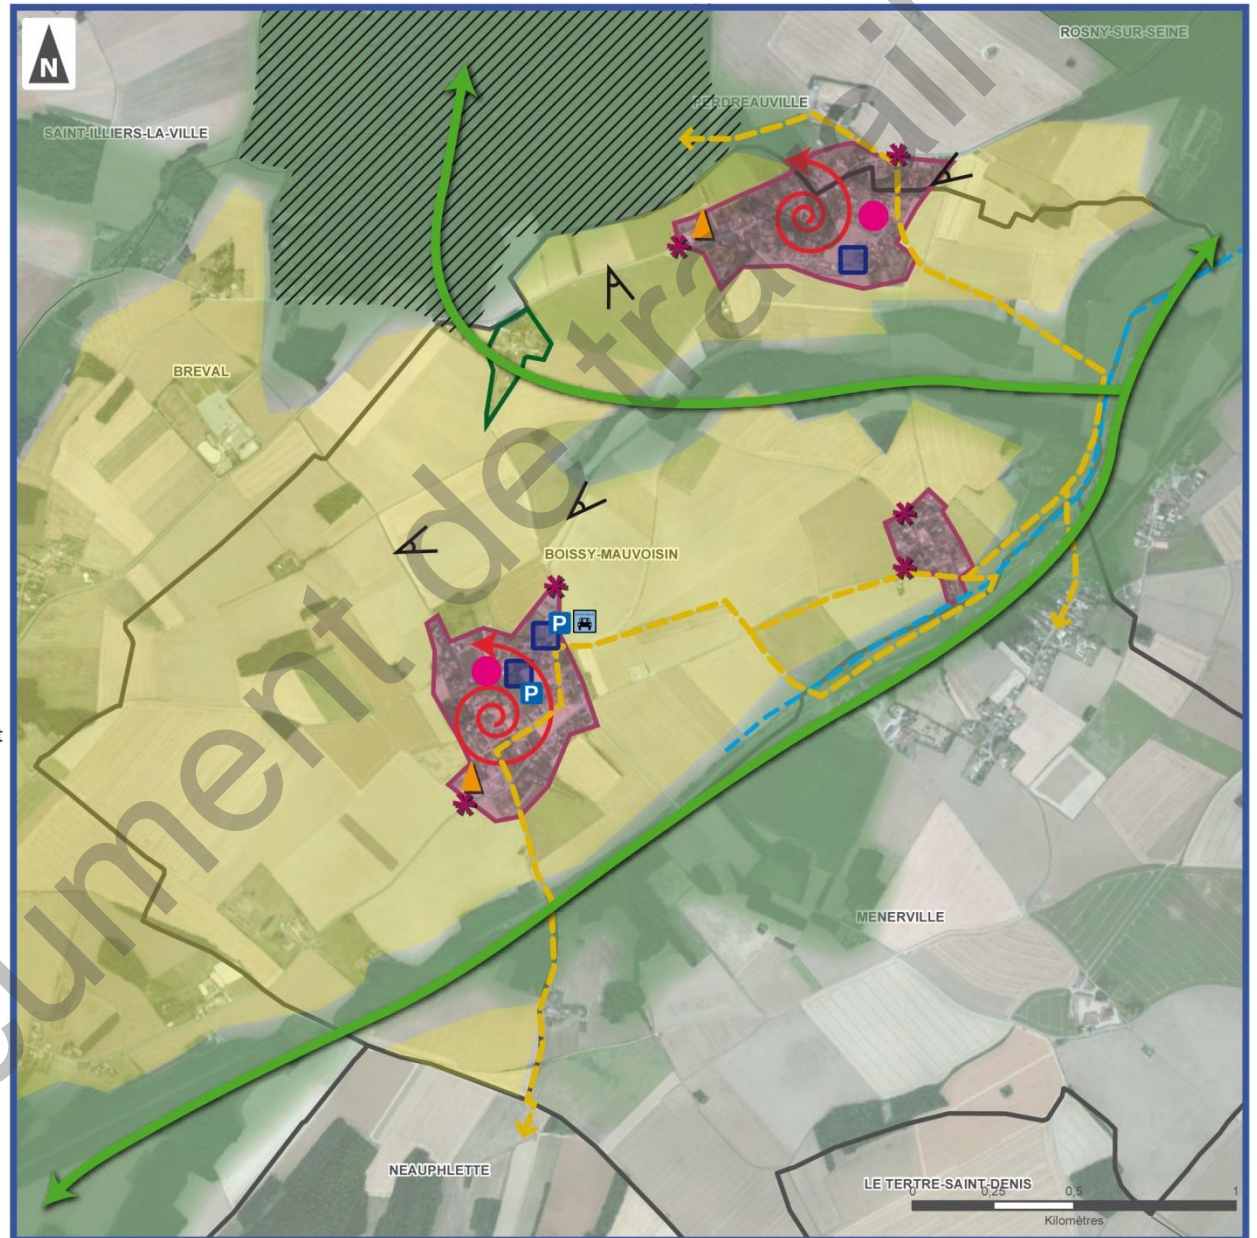 N
ROSNY-SUR-SEINE
PERDREAUVILLE
SAINT-ILLIERS-LA-VILLE
BREVAL
BOISSY-MAUVOISIN
P
P
MENERVILLE
NEAUPHLETTE
LE TERTRE-SAINT-DENIS
0 0,25 0,5 1
Kilomètres
ument de travail